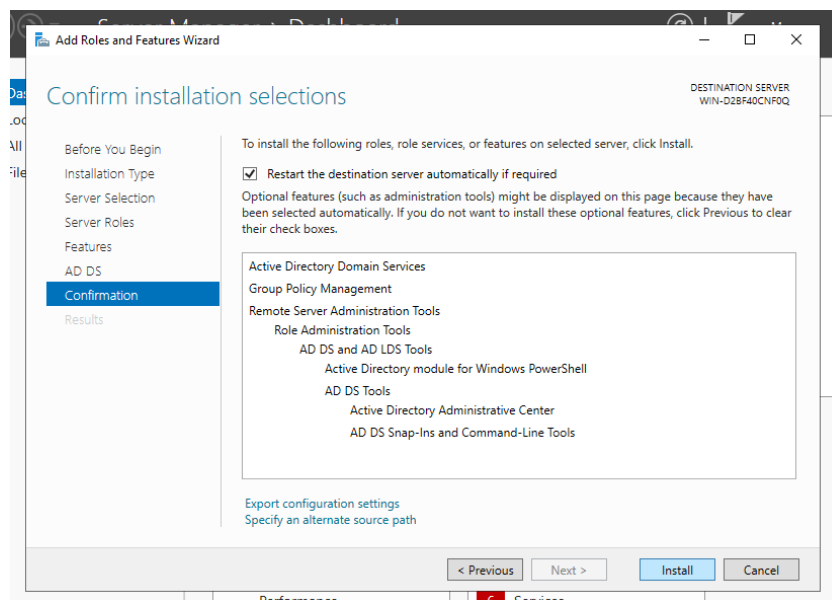 Server Manager › Dashboard
Add Roles and Features Wizard
Confirm installation selections
DESTINATION SERVER
WIN-D2BF40CNF0Q
Before You Begin
Installation Type
Server Selection
Server Roles
Features
AD DS
Confirmation
Results
To install the following roles, role services, or features on selected server, click Install.
Restart the destination server automatically if required
Optional features (such as administration tools) might be displayed on this page because they have
been selected automatically. If you do not want to install these optional features, click Previous to clear
their check boxes.
Active Directory Domain Services
Group Policy Management
Remote Server Administration Tools
Role Administration Tools
AD DS and AD LDS Tools
Active Directory module for Windows PowerShell
AD DS Tools
Active Directory Administrative Center
AD DS Snap-Ins and Command-Line Tools
Export configuration settings
Specify an alternate source path
< Previous
Next >
Install
Cancel
All
File
Performance
Services